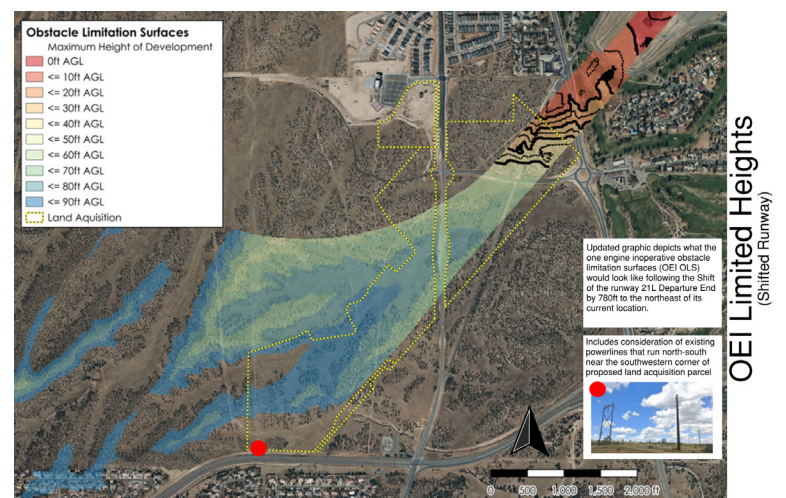 Obstacle Limitation Surfaces
Maximum Height of Development
0ft AGL
<= 10ft AGL
<= 20ft AGL
<= 30ft AGL
<= 40ft AGL
<= 50ft AGL
<= 60ft AGL
<= 70ft AGL
<= 80ft AGL
<= 90ft AGL
Land Aquisition
OEI Limited Heights
(Shifted Runway)
Updated graphic depicts what the
one engine inoperative obstacle
limitation surfaces (OEI OLS)
would look like following the Shift
of the runway 21L Departure End
by 780ft to the northeast of its
current location.
Includes consideration of existing
powerlines that run north-south
near the southwestern corner of
proposed land acquisition parcel
0 500 1,000 1,500 2,000 ft